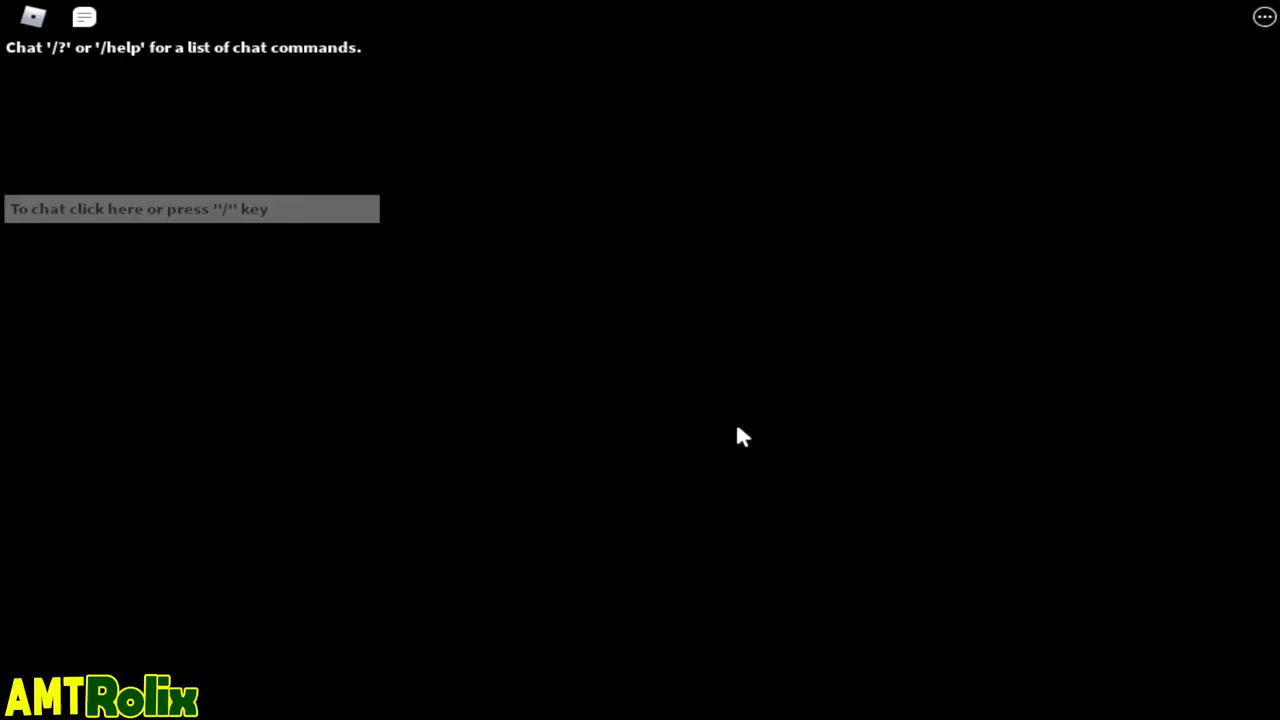 Chat '/?' or '/help' for a list of chat commands.
To chat click here or press "/" key
AMTRolix